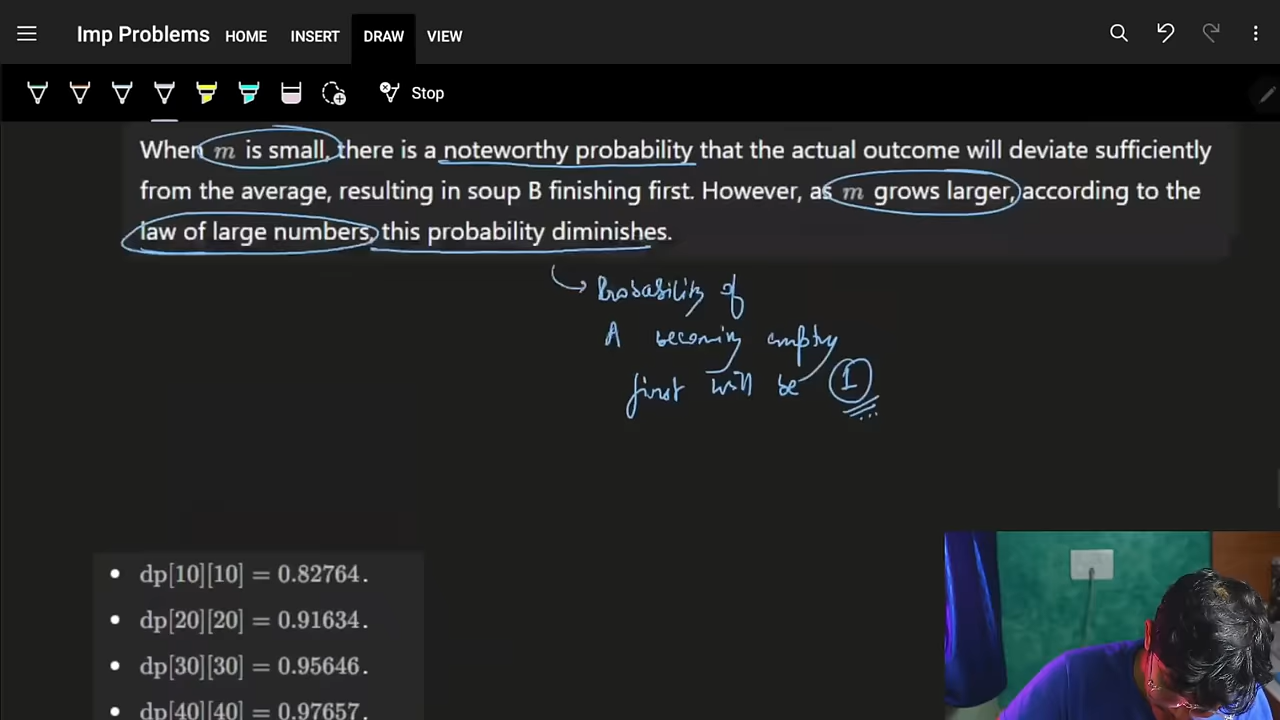 Imp Problems HOME INSERT DRAW VIEW
Stop
When m is small, there is a noteworthy probability that the actual outcome will deviate sufficiently
from the average, resulting in soup B finishing first. However, as m grows larger, according to the
law of large numbers, this probability diminishes.
Probability of
A becoming empty
first will be 1
dp[10][10] = 0.82764.
dp[20][20] = 0.91634.
dp[30][30] = 0.95646.
dp[40][40] = 0.97657.